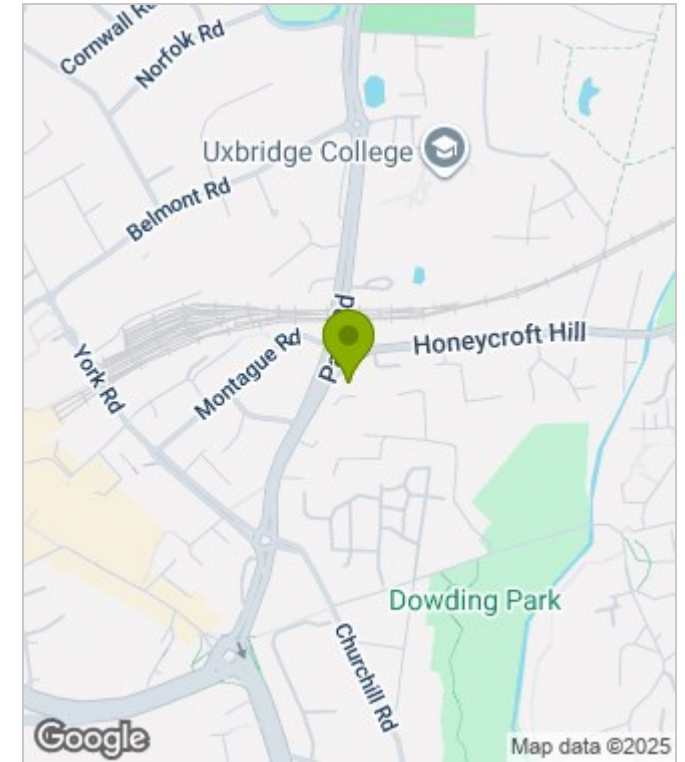 Cornwall Rd
Norfolk Rd
Uxbridge College
Belmont Rd
Honeycroft Hill
Montague Rd
York Rd
Dowding Park
Churchill Rd
Google
Map data ©2025